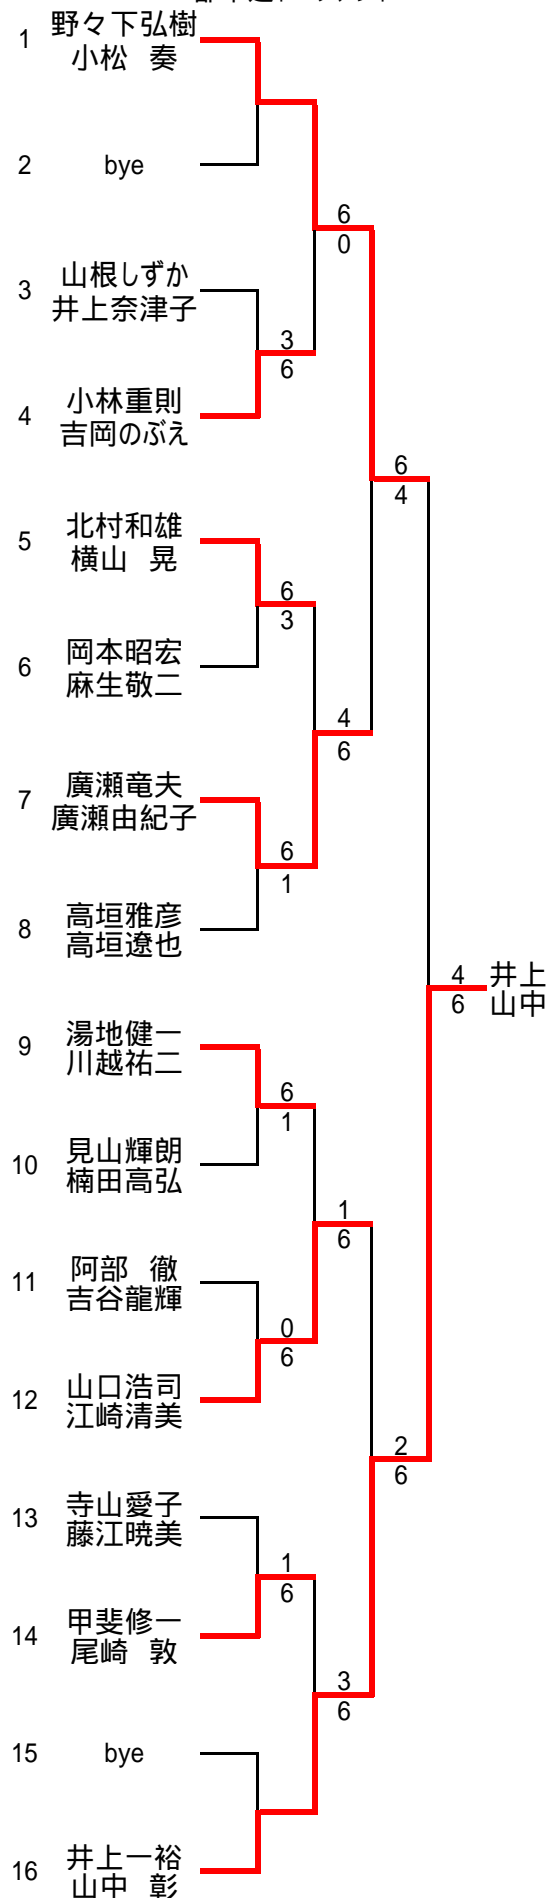 1 野々下弘樹
小松 奏
2 bye
6
0
3 山根しずか
井上奈津子
3
6
4 小林重則
吉岡のぶえ
6
4
5 北村和雄
横山 晃
6
3
6 岡本昭宏
麻生敬二
4
6
7 廣瀬竜夫
廣瀬由紀子
6
1
8 高垣雅彦
高垣遼也
4 井上
6 山中
9 湯地健一
川越祐二
6
1
10 見山輝朗
楠田高弘
1
6
11 阿部 徹
吉谷龍輝
0
6
12 山口浩司
江崎清美
2
6
13 寺山愛子
藤江暁美
1
6
14 甲斐修一
尾崎 敦
3
6
15 bye
16 井上一裕
山中 彰